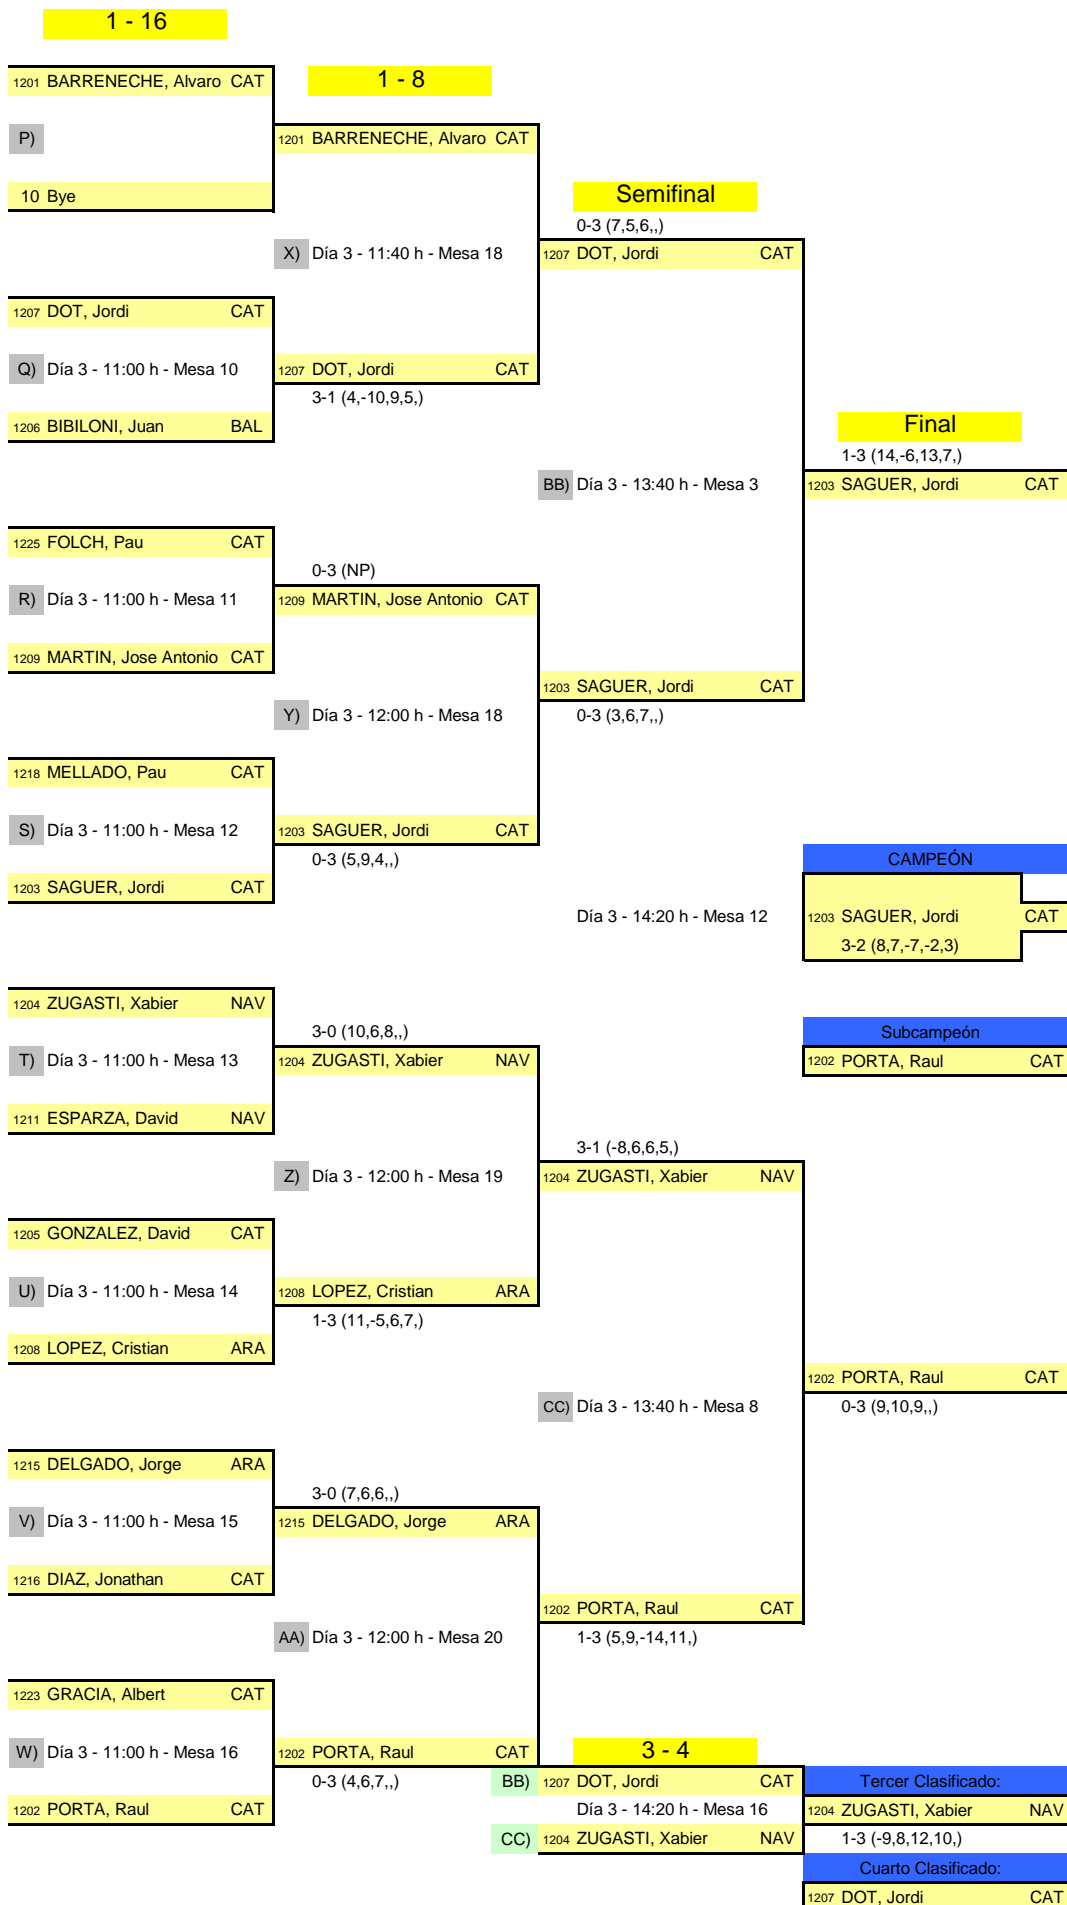 1 - 16
1201 BARRENECHE, Alvaro CAT
1 - 8
P)
1201 BARRENECHE, Alvaro CAT
10 Bye
Semifinal
0-3 (7,5,6,,)
X) Día 3 - 11:40 h - Mesa 18
1207 DOT, Jordi CAT
1207 DOT, Jordi CAT
Q) Día 3 - 11:00 h - Mesa 10
1207 DOT, Jordi CAT
3-1 (4,-10,9,5,)
1206 BIBILONI, Juan BAL
Final
1-3 (14,-6,13,7,)
BB) Día 3 - 13:40 h - Mesa 3
1203 SAGUER, Jordi CAT
1225 FOLCH, Pau CAT
0-3 (NP)
R) Día 3 - 11:00 h - Mesa 11
1209 MARTIN, Jose Antonio CAT
1209 MARTIN, Jose Antonio CAT
1203 SAGUER, Jordi CAT
Y) Día 3 - 12:00 h - Mesa 18
0-3 (3,6,7,,)
1218 MELLADO, Pau CAT
S) Día 3 - 11:00 h - Mesa 12
1203 SAGUER, Jordi CAT
0-3 (5,9,4,,)
CAMPEÓN
1203 SAGUER, Jordi CAT
Día 3 - 14:20 h - Mesa 12
1203 SAGUER, Jordi CAT
3-2 (8,7,-7,-2,3)
1204 ZUGASTI, Xabier NAV
3-0 (10,6,8,,)
Subcampeón
T) Día 3 - 11:00 h - Mesa 13
1204 ZUGASTI, Xabier NAV
1202 PORTA, Raul CAT
1211 ESPARZA, David NAV
3-1 (-8,6,6,5,)
Z) Día 3 - 12:00 h - Mesa 19
1204 ZUGASTI, Xabier NAV
1205 GONZALEZ, David CAT
U) Día 3 - 11:00 h - Mesa 14
1208 LOPEZ, Cristian ARA
1-3 (11,-5,6,7,)
1208 LOPEZ, Cristian ARA
1202 PORTA, Raul CAT
CC) Día 3 - 13:40 h - Mesa 8
0-3 (9,10,9,,)
1215 DELGADO, Jorge ARA
3-0 (7,6,6,,)
V) Día 3 - 11:00 h - Mesa 15
1215 DELGADO, Jorge ARA
1216 DIAZ, Jonathan CAT
1202 PORTA, Raul CAT
AA) Día 3 - 12:00 h - Mesa 20
1-3 (5,9,-14,11,)
1223 GRACIA, Albert CAT
W) Día 3 - 11:00 h - Mesa 16
1202 PORTA, Raul CAT
3 - 4
0-3 (4,6,7,,)
BB) 1207 DOT, Jordi CAT
Tercer Clasificado:
1202 PORTA, Raul CAT
Día 3 - 14:20 h - Mesa 16
1204 ZUGASTI, Xabier NAV
CC) 1204 ZUGASTI, Xabier NAV
1-3 (-9,8,12,10,)
Cuarto Clasificado:
1207 DOT, Jordi CAT